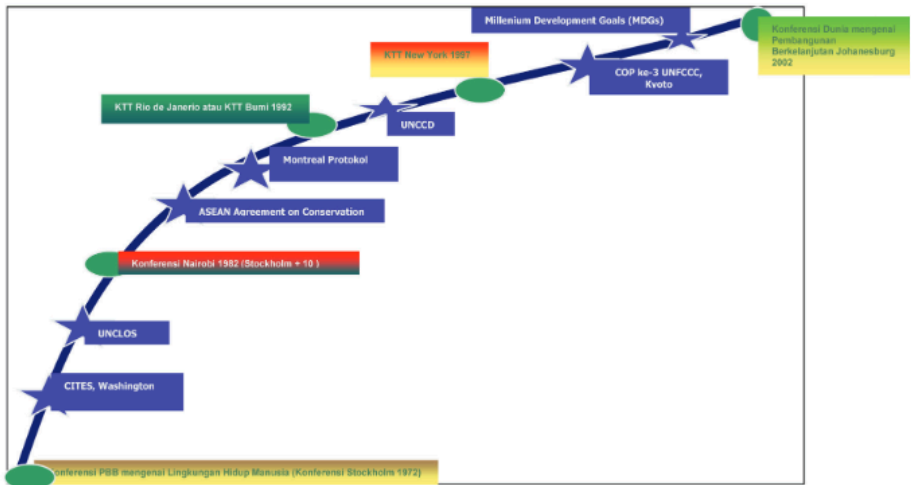 Millenium Development Goals (MDGs)
Konferensi Dunia mengenai
Pembangunan
Berkelanjutan Johanesburg
2002
KTT New York 1997
COP ke-3 UNFCCC,
Kyoto
KTT Rio de Janerio atau KTT Bumi 1992
UNCCD
Montreal Protokol
ASEAN Agreement on Conservation
Konferensi Nairobi 1982 (Stockholm + 10 )
UNCLOS
CITES, Washington
Konferensi PBB mengenai Lingkungan Hidup Manusia (Konferensi Stockholm 1972)